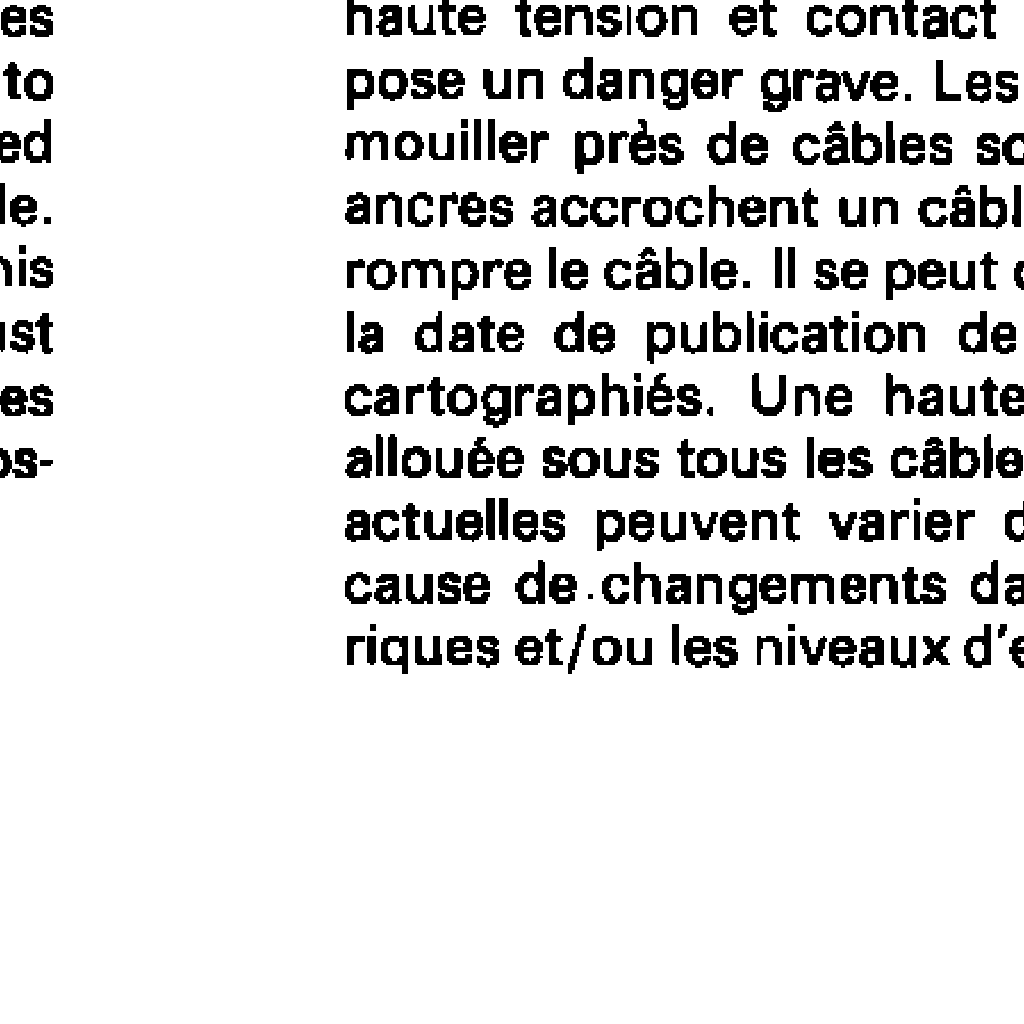 es
to
ed
le.
his
ust
es
os-
haute tension et contact
pose un danger grave. Les
mouiller près de câbles so
ancres accrochent un câbl
rompre le câble. Il se peut
la date de publication de
cartographiés. Une haute
allouée sous tous les câble
actuelles peuvent varier d
cause de changements da
riques et/ou les niveaux d'e